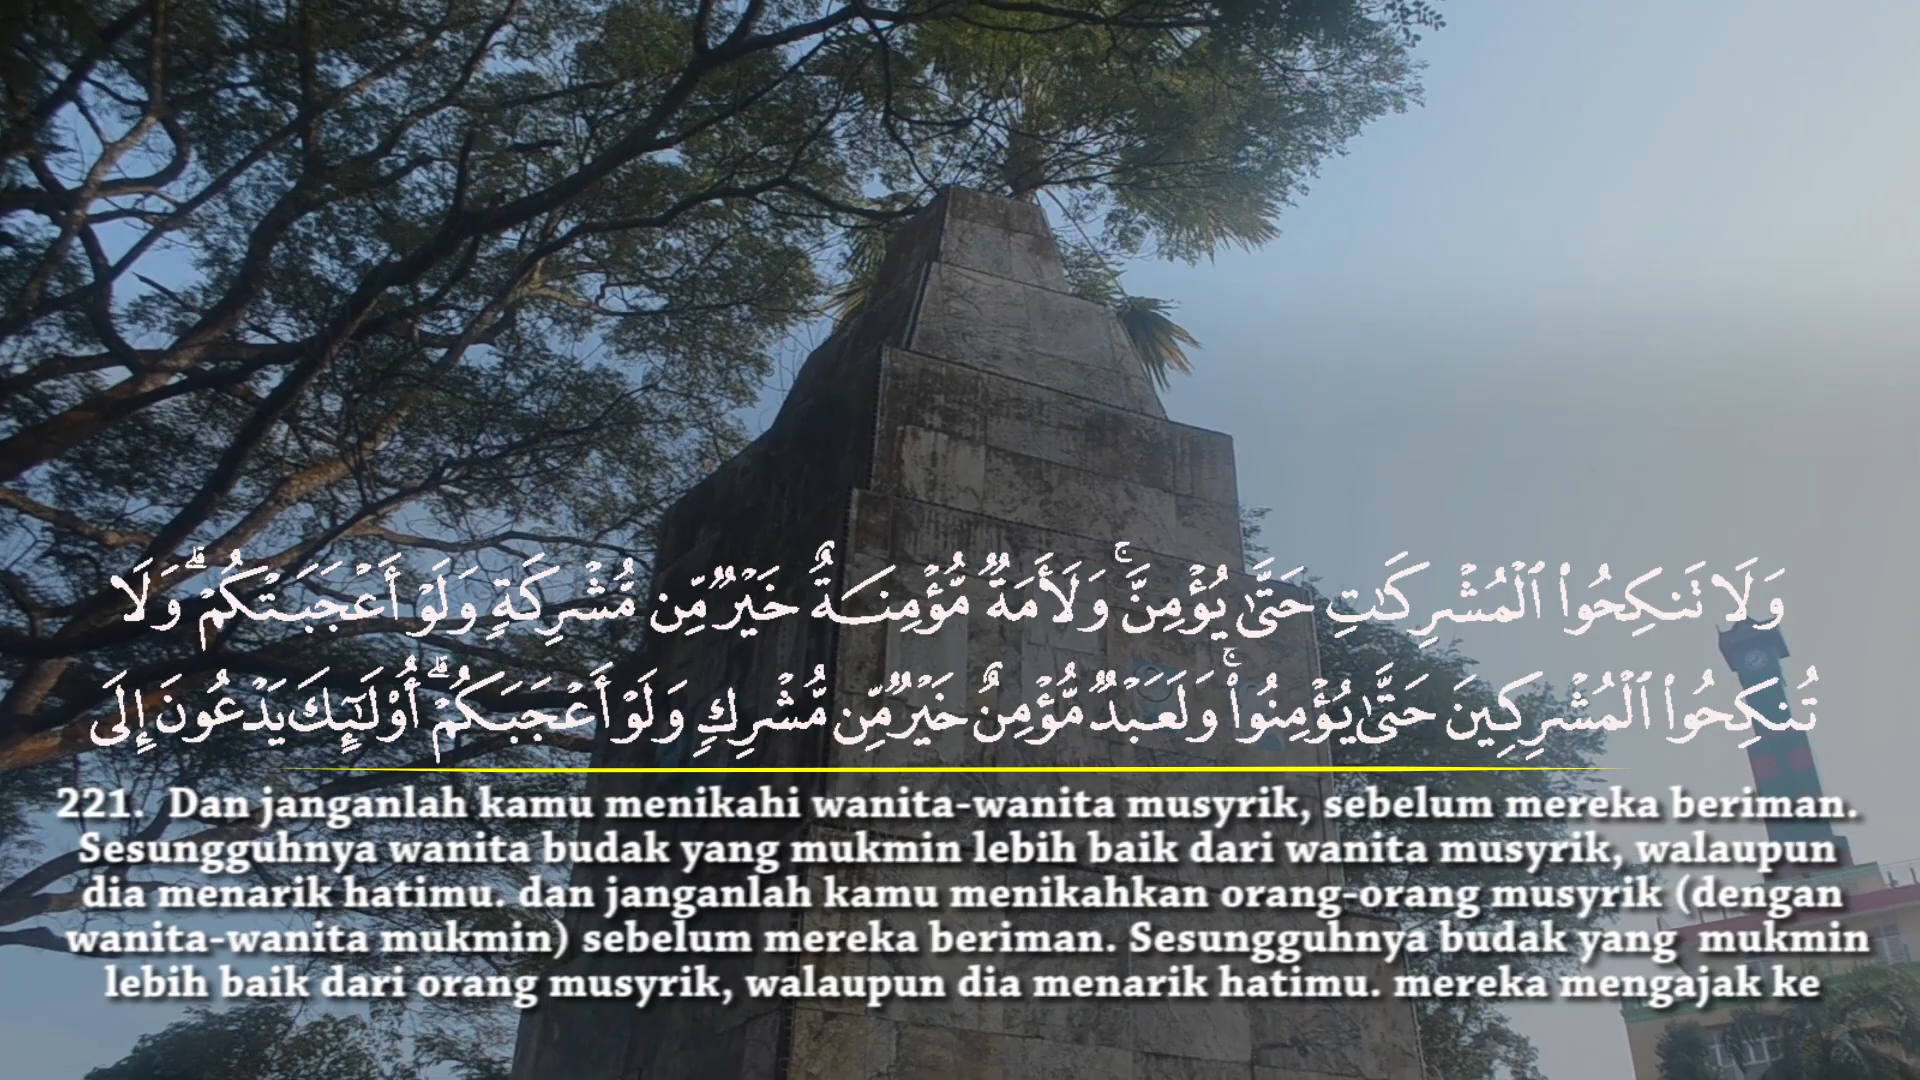 وَلَا تَنكِحُوا۟ ٱلْمُشْرِكَٰتِ حَتَّىٰ يُؤْمِنَّ ۚ وَلَأَمَةٌ مُّؤْمِنَةٌ خَيْرٌ مِّن مُّشْرِكَةٍ وَلَوْ أَعْجَبَتْكُمْ ۗ وَلَا
تُنكِحُوا۟ ٱلْمُشْرِكِينَ حَتَّىٰ يُؤْمِنُوا۟ ۚ وَلَعَبْدٌ مُّؤْمِنٌ خَيْرٌ مِّن مُّشْرِكٍ وَلَوْ أَعْجَبَكُمْ ۗ أُو۟لَٰٓئِكَ يَدْعُونَ إِلَى
221. Dan janganlah kamu menikahi wanita-wanita musyrik, sebelum mereka beriman.
Sesungguhnya wanita budak yang mukmin lebih baik dari wanita musyrik, walaupun
dia menarik hatimu. dan janganlah kamu menikahkan orang-orang musyrik (dengan
wanita-wanita mukmin) sebelum mereka beriman. Sesungguhnya budak yang mukmin
lebih baik dari orang musyrik, walaupun dia menarik hatimu. mereka mengajak ke